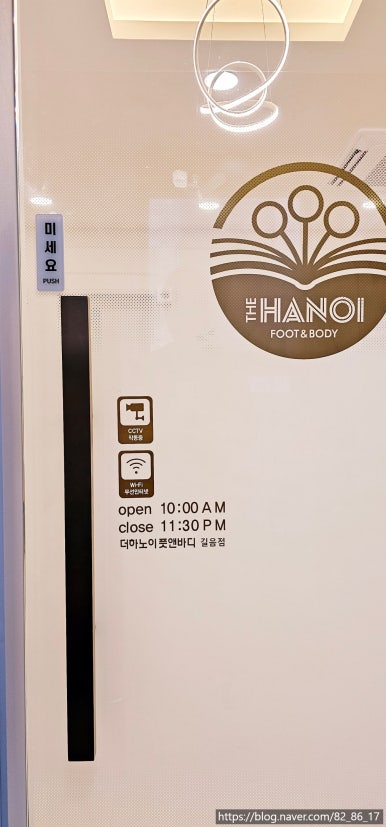 미세요
PUSH
THE HANOI
FOOT & BODY
CCTV
작동중
Wi-Fi
무선인터넷
open 10:00 AM
close 11:30 PM
더하노이풋앤바디 길음점
https://blog.naver.com/82_86_17